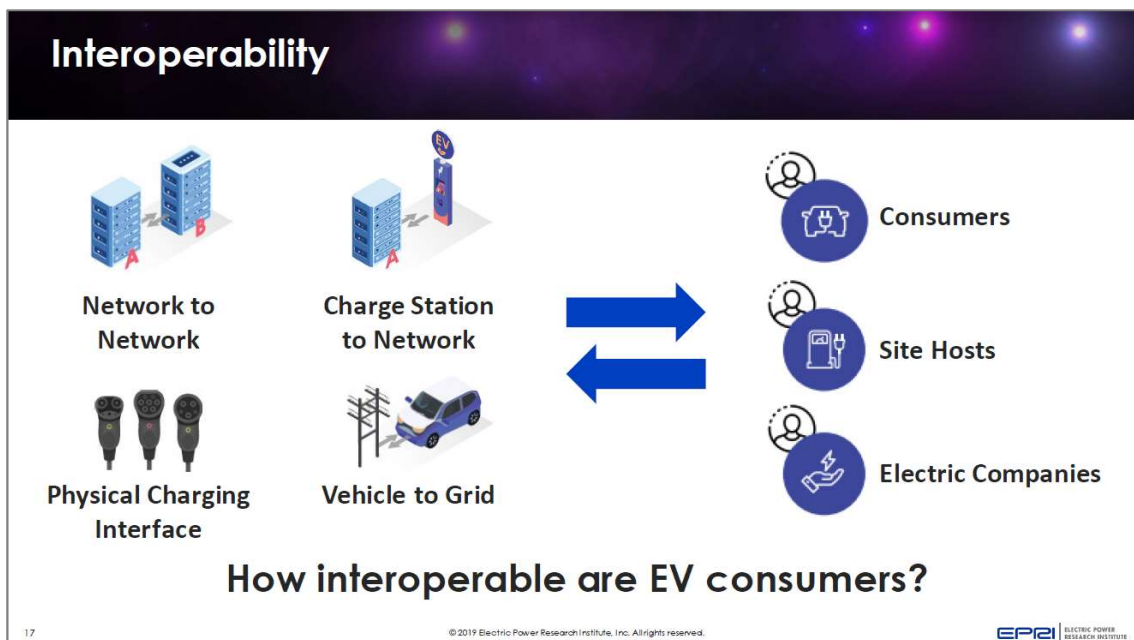 Interoperability
A
B
Network to
Network
EV
A
Charge Station
to Network
Physical Charging
Interface
Vehicle to Grid
Consumers
Site Hosts
Electric Companies
How interoperable are EV consumers?
17
© 2019 Electric Power Research Institute, Inc. All rights reserved.
EPRI
ELECTRIC POWER
RESEARCH INSTITUTE